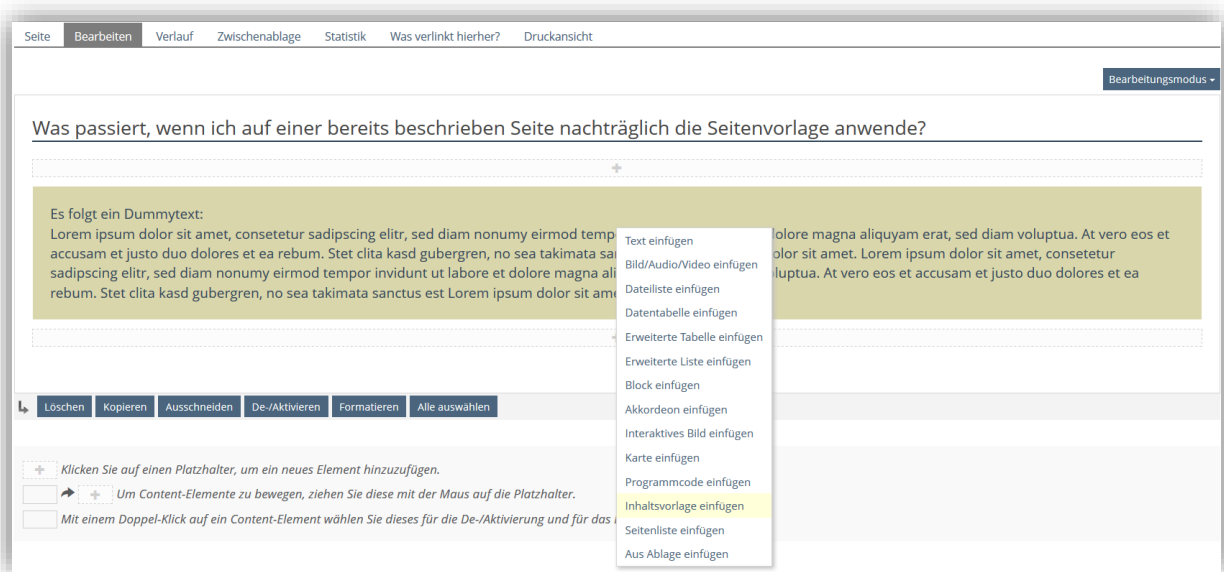 Seite Bearbeiten Verlauf Zwischenablage Statistik Was verlinkt hierher? Druckansicht
Bearbeitungsmodus
Was passiert, wenn ich auf einer bereits beschrieben Seite nachträglich die Seitenvorlage anwende?
Es folgt ein Dummytext:
Lorem ipsum dolor sit amet, consetetur sadipscing elitr, sed diam nonumy eirmod temp olore magna aliquyam erat, sed diam voluptua. At vero eos et
accusam et justo duo dolores et ea rebum. Stet clita kasd gubergren, no sea takimata sa olor sit amet. Lorem ipsum dolor sit amet, consetetur
sadipscing elitr, sed diam nonumy eirmod tempor invidunt ut labore et dolore magna ali luptua. At vero eos et accusam et justo duo dolores et ea
rebum. Stet clita kasd gubergren, no sea takimata sanctus est Lorem ipsum dolor sit ame
Text einfügen
Bild/Audio/Video einfügen
Dateiliste einfügen
Datentabelle einfügen
Erweiterte Tabelle einfügen
Erweiterte Liste einfügen
Block einfügen
Akkordeon einfügen
Interaktives Bild einfügen
Karte einfügen
Programmcode einfügen
Inhaltsvorlage einfügen
Seitenliste einfügen
Aus Ablage einfügen
Löschen Kopieren Ausschneiden De-/Aktivieren Formatieren Alle auswählen
Klicken Sie auf einen Platzhalter, um ein neues Element hinzuzufügen.
Um Content-Elemente zu bewegen, ziehen Sie diese mit der Maus auf die Platzhalter.
Mit einem Doppel-Klick auf ein Content-Element wählen Sie dieses für die De-/Aktivierung und für das